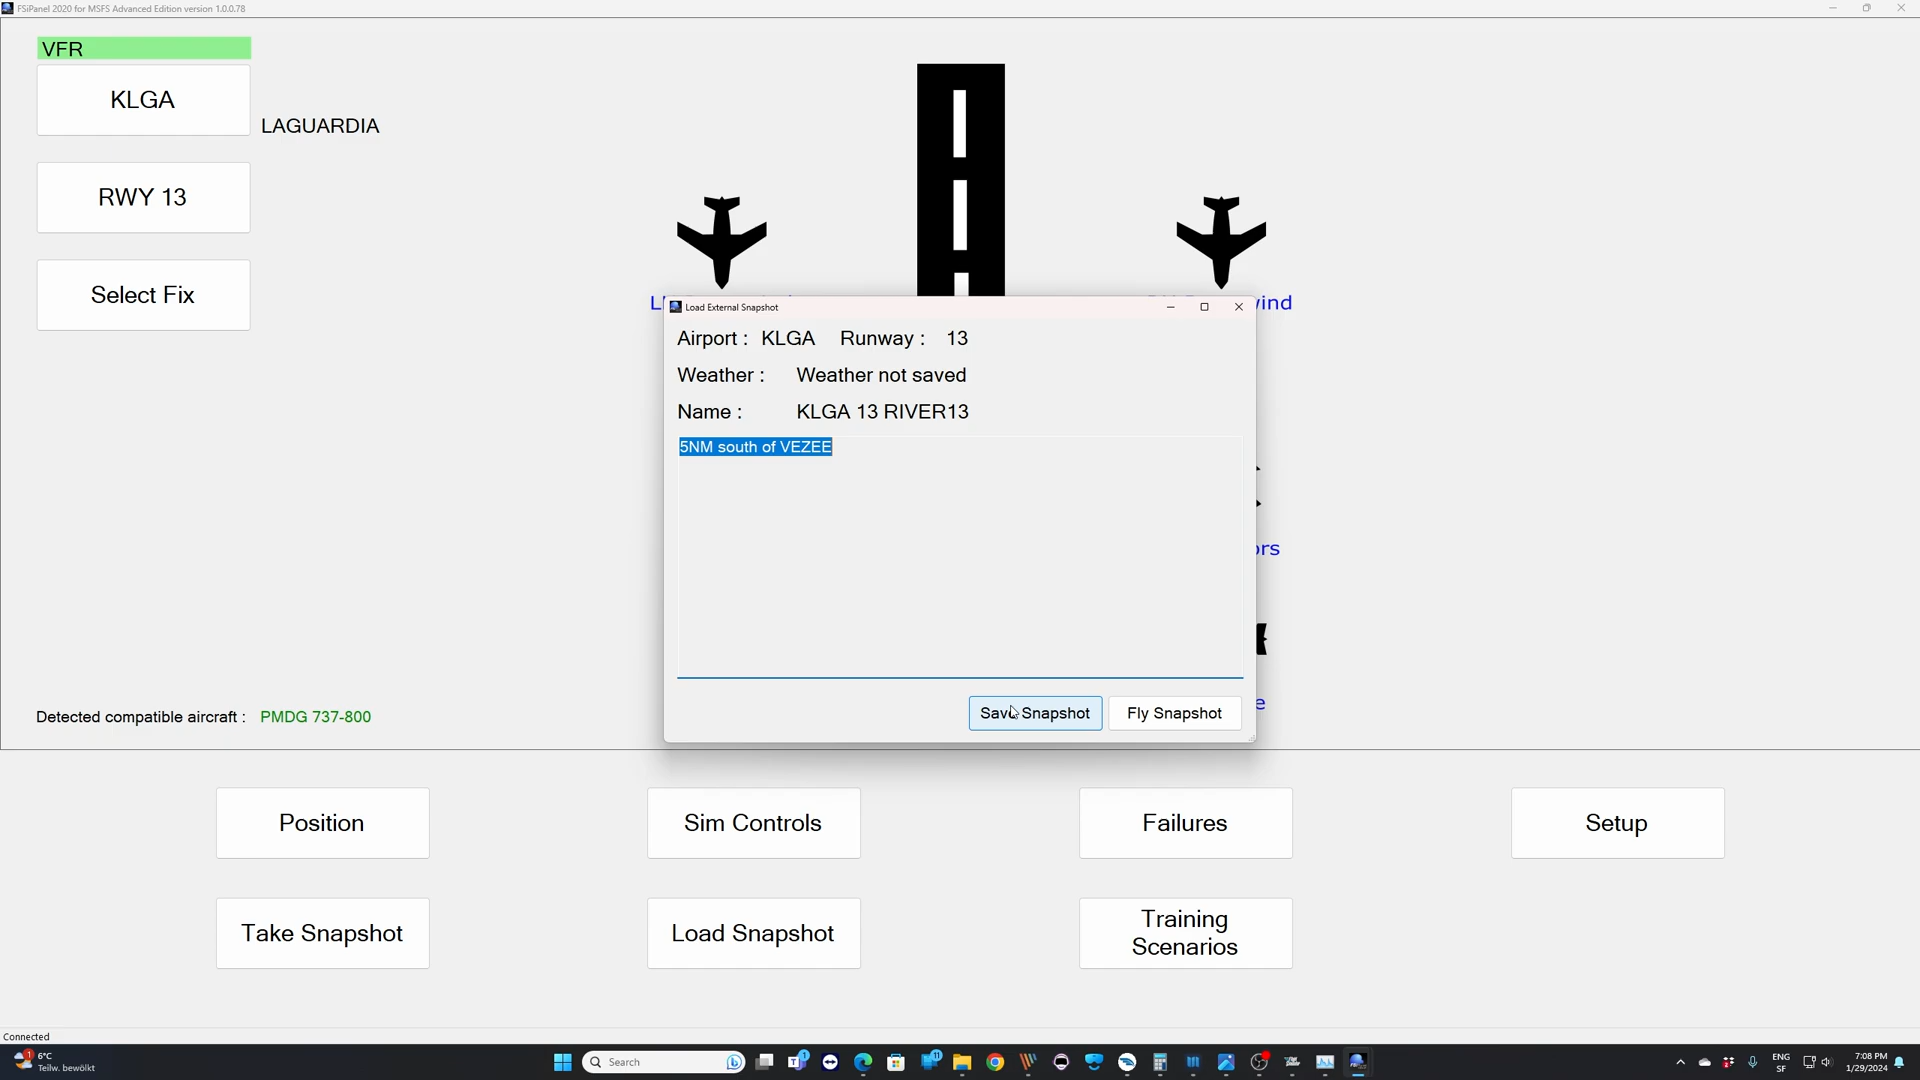 FSiPanel 2020 for MSFS Advanced Edition version 1.0.0.78
VFR
KLGA
LAGUARDIA
RWY 13
Select Fix
Detected compatible aircraft : PMDG 737-800
Load External Snapshot
Airport : KLGA Runway : 13
Weather : Weather not saved
Name : KLGA 13 RIVER13
5NM south of VEZEE
Save Snapshot
Fly Snapshot
Position
Sim Controls
Failures
Setup
Take Snapshot
Load Snapshot
Training
Scenarios
Connected
6°C
Teilw. bewölkt
Search
ENG
SF
7:08 PM
1/29/2024